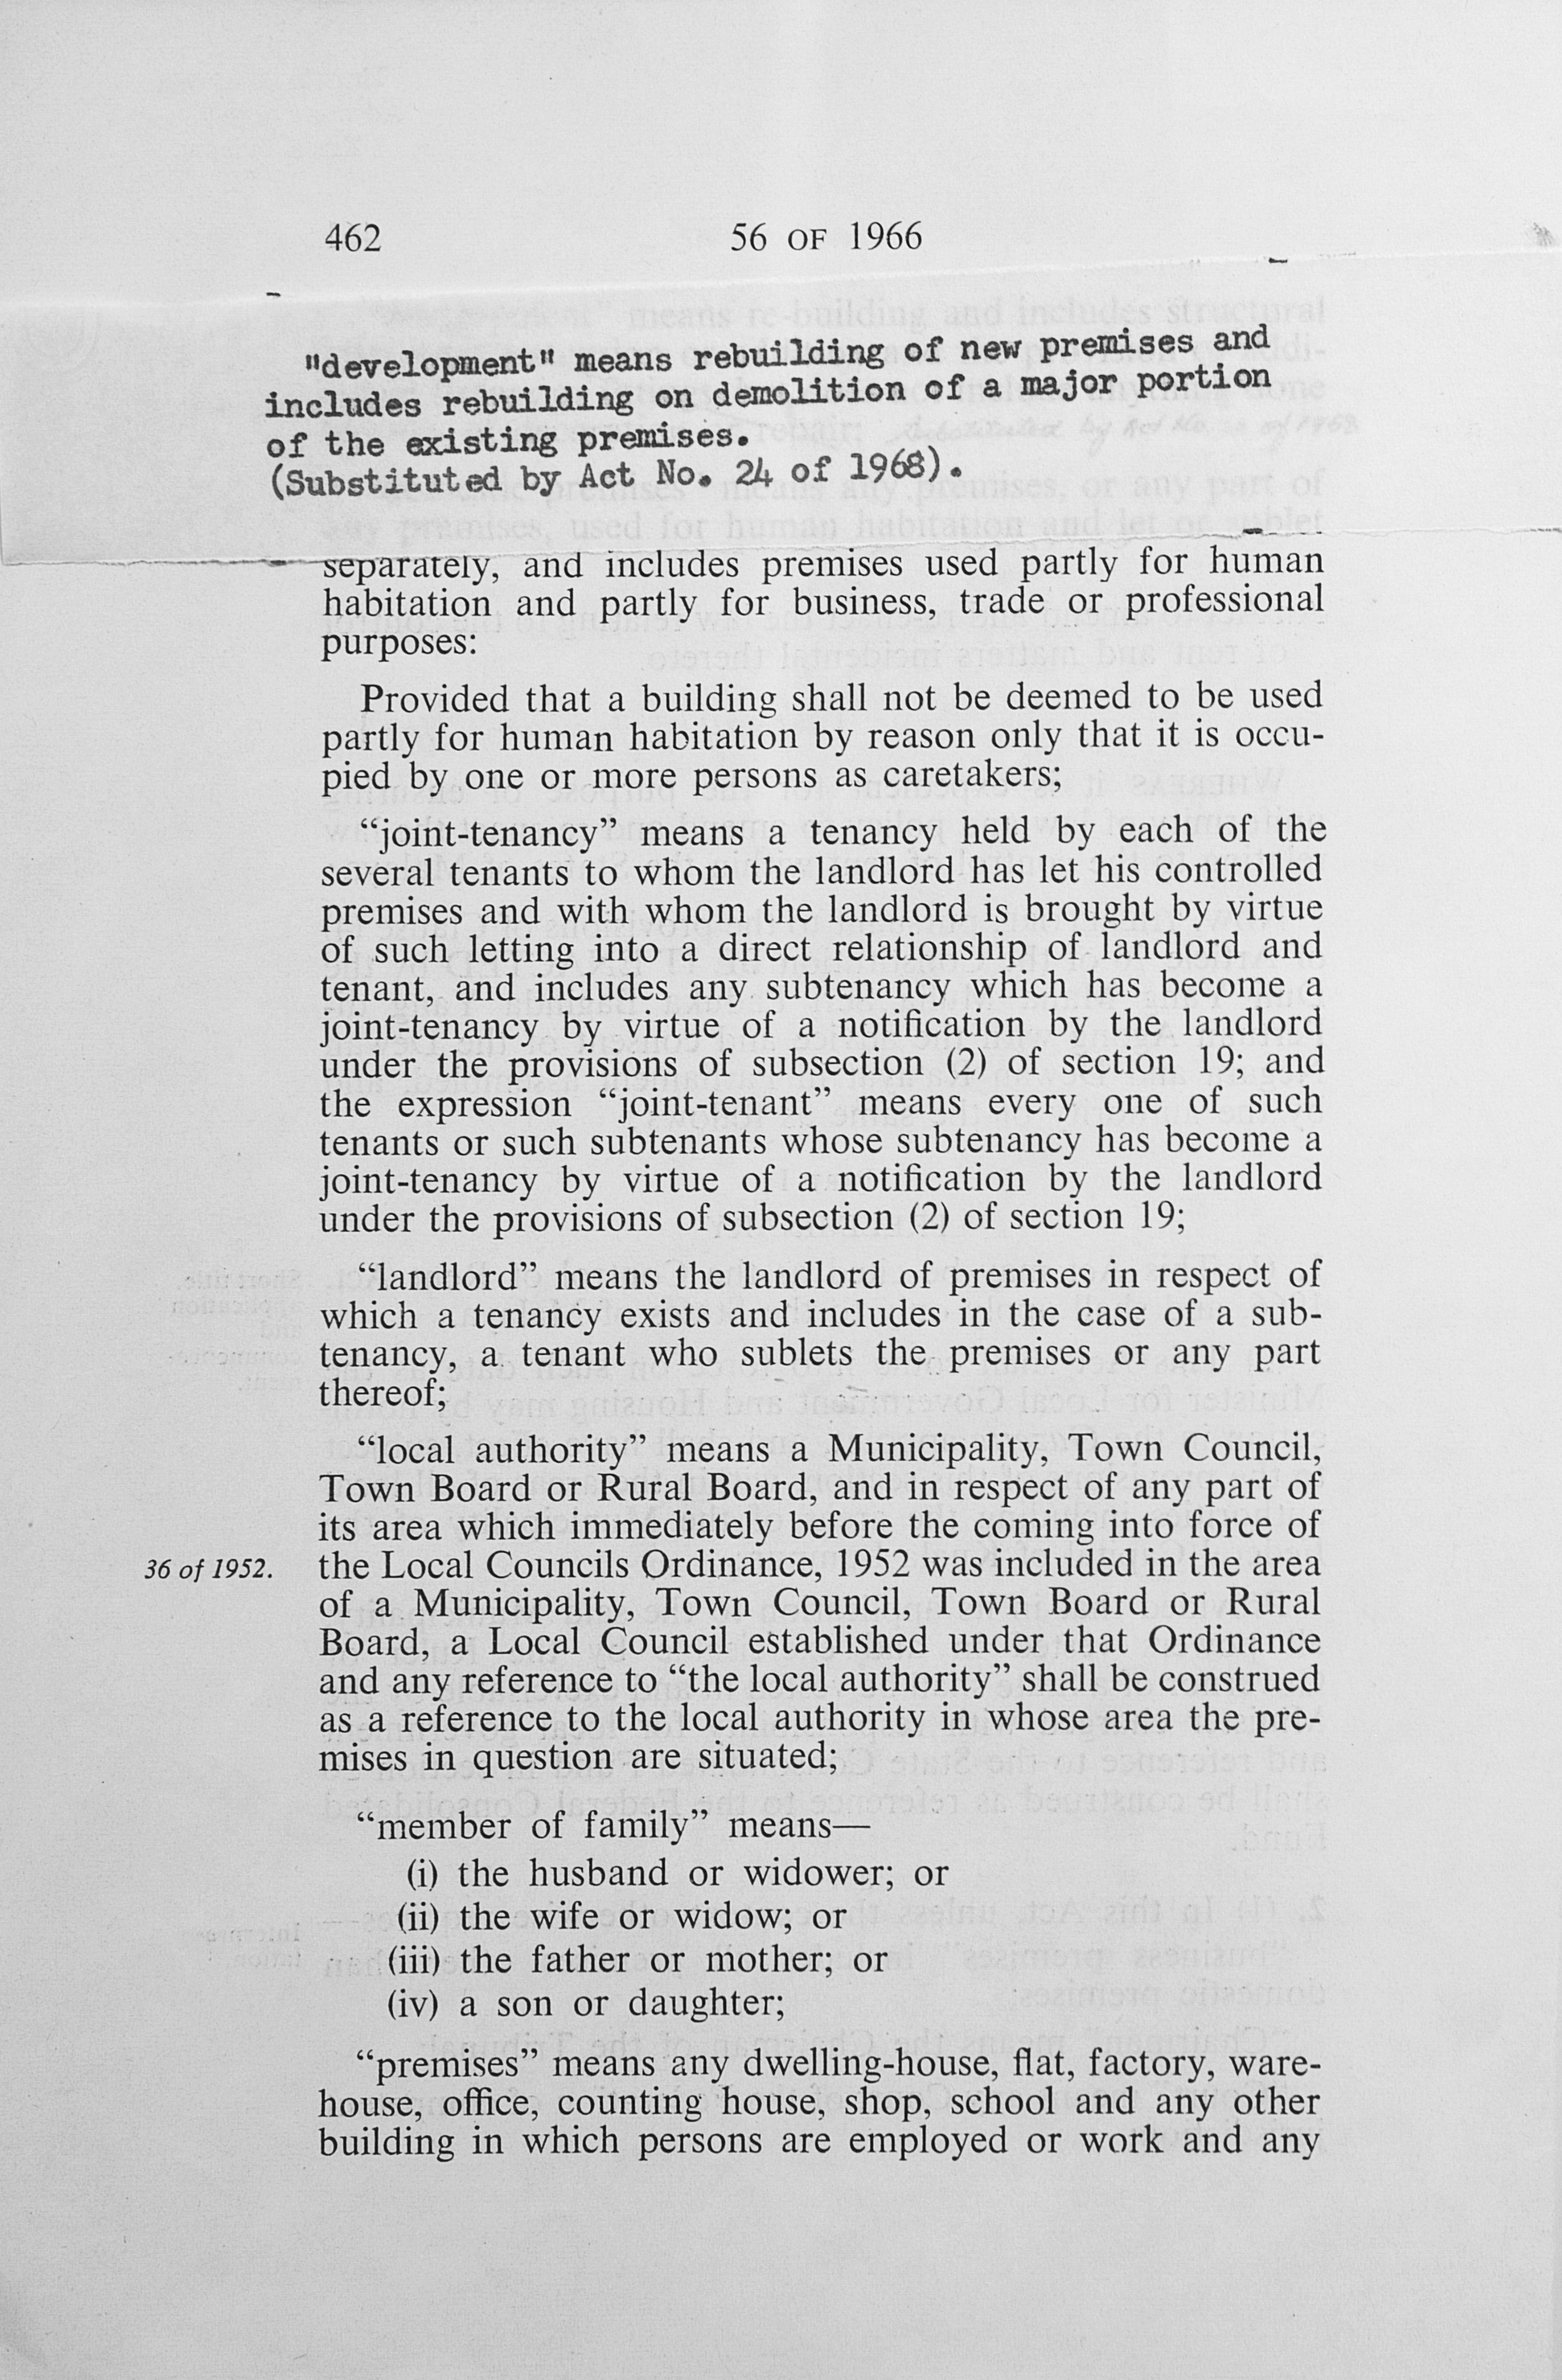 462
56 OF 1966
"development" means rebuilding of new premises and
includes rebuilding on demolition of a major portion
of the existing premises.
(Substituted by Act No. 24 of 1968).
separately, and includes premises used partly for human
habitation and partly for business, trade or professional
purposes:
Provided that a building shall not be deemed to be used
partly for human habitation by reason only that it is occu-
pied by one or more persons as caretakers;
“joint-tenancy” means a tenancy held by each of the
several tenants to whom the landlord has let his controlled
premises and with whom the landlord is brought by virtue
of such letting into a direct relationship of landlord and
tenant, and includes any subtenancy which has become a
joint-tenancy by virtue of a notification by the landlord
under the provisions of subsection (2) of section 19; and
the expression “joint-tenant” means every one of such
tenants or such subtenants whose subtenancy has become a
joint-tenancy by virtue of a notification by the landlord
under the provisions of subsection (2) of section 19;
“landlord” means the landlord of premises in respect of
which a tenancy exists and includes in the case of a sub-
tenancy, a tenant who sublets the premises or any part
thereof;
“local authority” means a Municipality, Town Council,
Town Board or Rural Board, and in respect of any part of
its area which immediately before the coming into force of
36 of 1952. the Local Councils Ordinance, 1952 was included in the area
of a Municipality, Town Council, Town Board or Rural
Board, a Local Council established under that Ordinance
and any reference to “the local authority” shall be construed
as a reference to the local authority in whose area the pre-
mises in question are situated;
“member of family” means—
(i) the husband or widower; or
(ii) the wife or widow; or
(iii) the father or mother; or
(iv) a son or daughter;
“premises” means any dwelling-house, flat, factory, ware-
house, office, counting house, shop, school and any other
building in which persons are employed or work and any